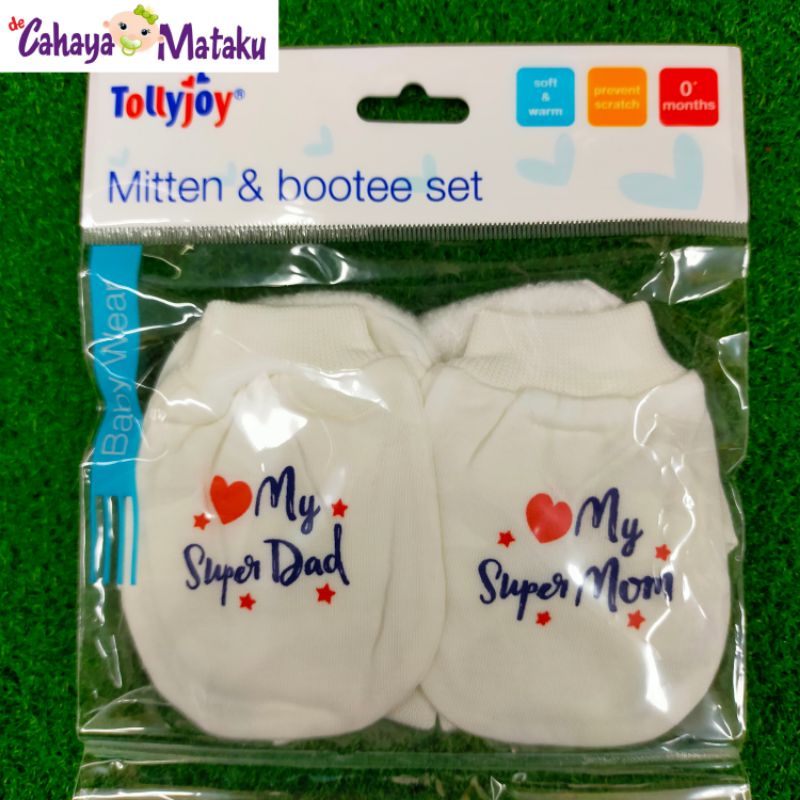 de
Cahaya Mataku
Tollyjoy®
soft
&
warm
prevent
scratch
0+
months
Mitten & bootee set
Baby Wear
My
Super Dad
My
Super Mom